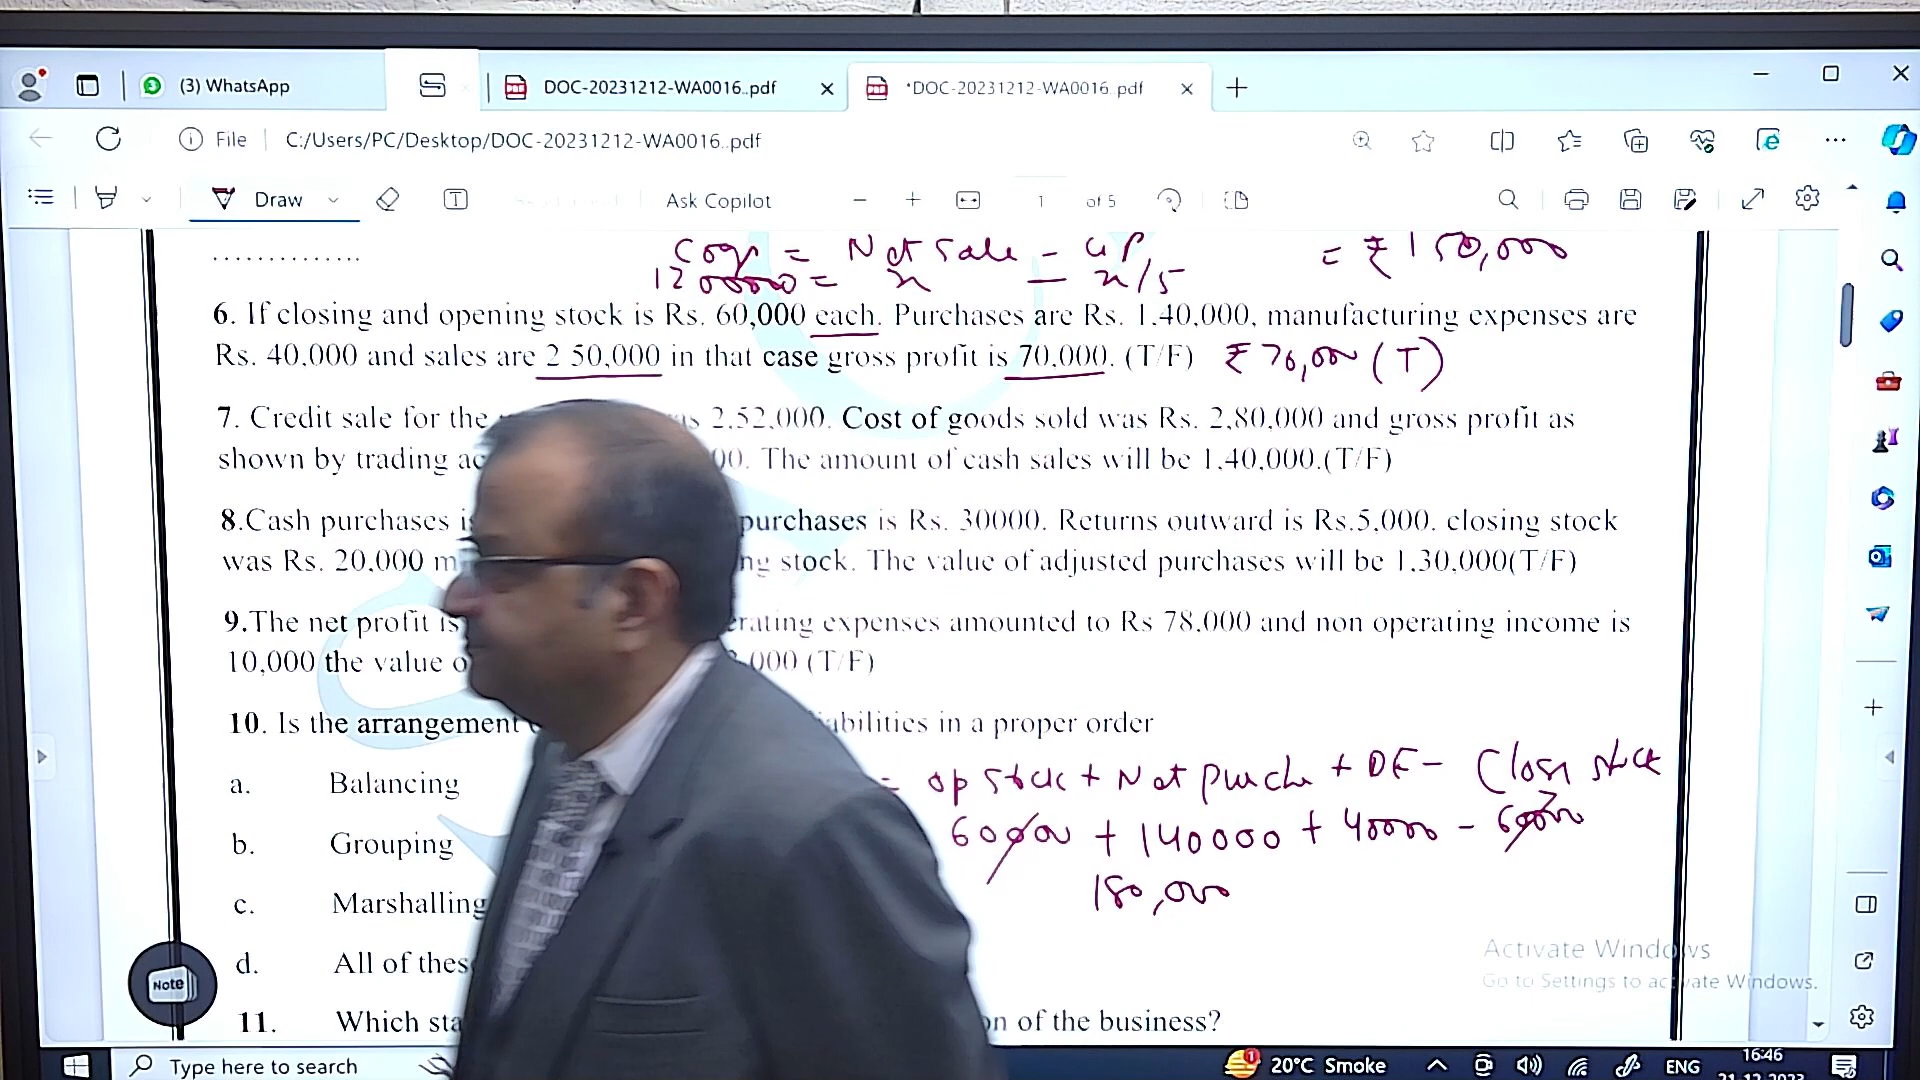 (3) WhatsApp
DOC-20231212-WA0016..pdf
*DOC-20231212-WA0016..pdf
File
C:/Users/PC/Desktop/DOC-20231212-WA0016..pdf
Draw
Ask Copilot
1 of 5
.............. 
= Net Sale - GP = ₹ 150,000
= x - x/5
6. If closing and opening stock is Rs. 60,000 each. Purchases are Rs. 1,40,000, manufacturing expenses are
Rs. 40,000 and sales are 2 50,000 in that case gross profit is 70,000. (T/F) ₹ 70,000 (T)
7. Credit sale for the 2,52,000. Cost of goods sold was Rs. 2,80,000 and gross profit as
shown by trading 00. The amount of cash sales will be 1,40,000.(T/F)
8.Cash purchases purchases is Rs. 30000. Returns outward is Rs.5,000. closing stock
was Rs. 20,000 stock. The value of adjusted purchases will be 1,30,000(T/F)
9.The net profit expenses amounted to Rs 78,000 and non operating income is
10,000 the value 000 (T/F)
10. Is the arrangement in a proper order
a. Balancing
= op stock + Net Purche + DE - Closn stock
b. Grouping
60000 + 140000 + 40000 - 60000
c. Marshalling
180,000
d. All of
11. Which of the business?
Activate Windows
Go to Settings to activate Windows.
Note
Type here to search
20°C Smoke
ENG
16:46
21-12-2023